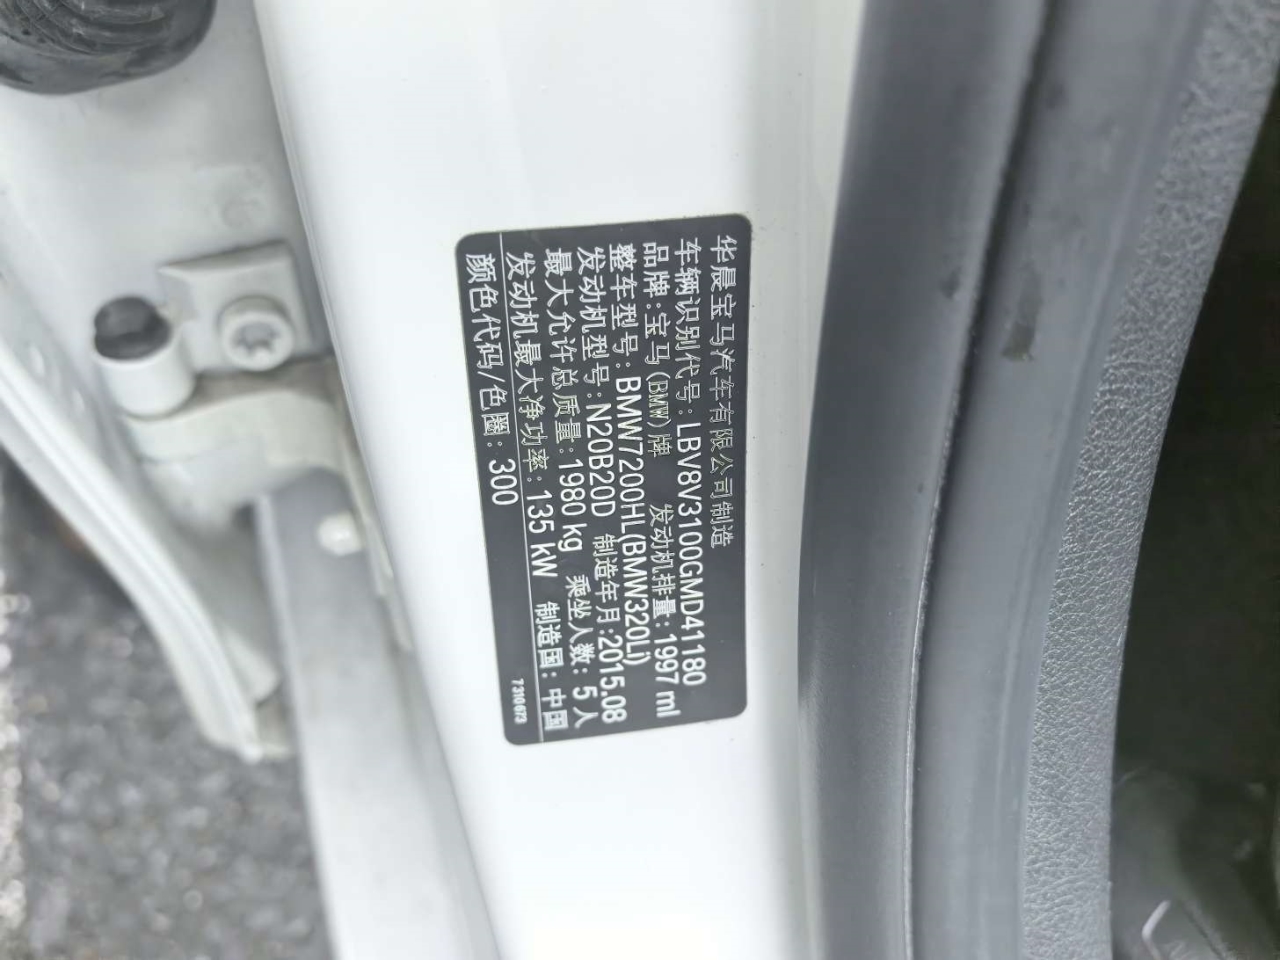 华晨宝马汽车有限公司制造
车辆识别代号:LBV8V3100GMD41180
品牌:宝马(BMW)牌 发动机排量:1997 ml
整车型号:BMW7200HL(BMW320Li)
发动机型号:N20B20D 制造年月:2015.08
最大允许总质量:1980 kg 乘坐人数:5人
发动机最大净功率:135 kW 制造国:中国
颜色代码/色圈:300 7310673